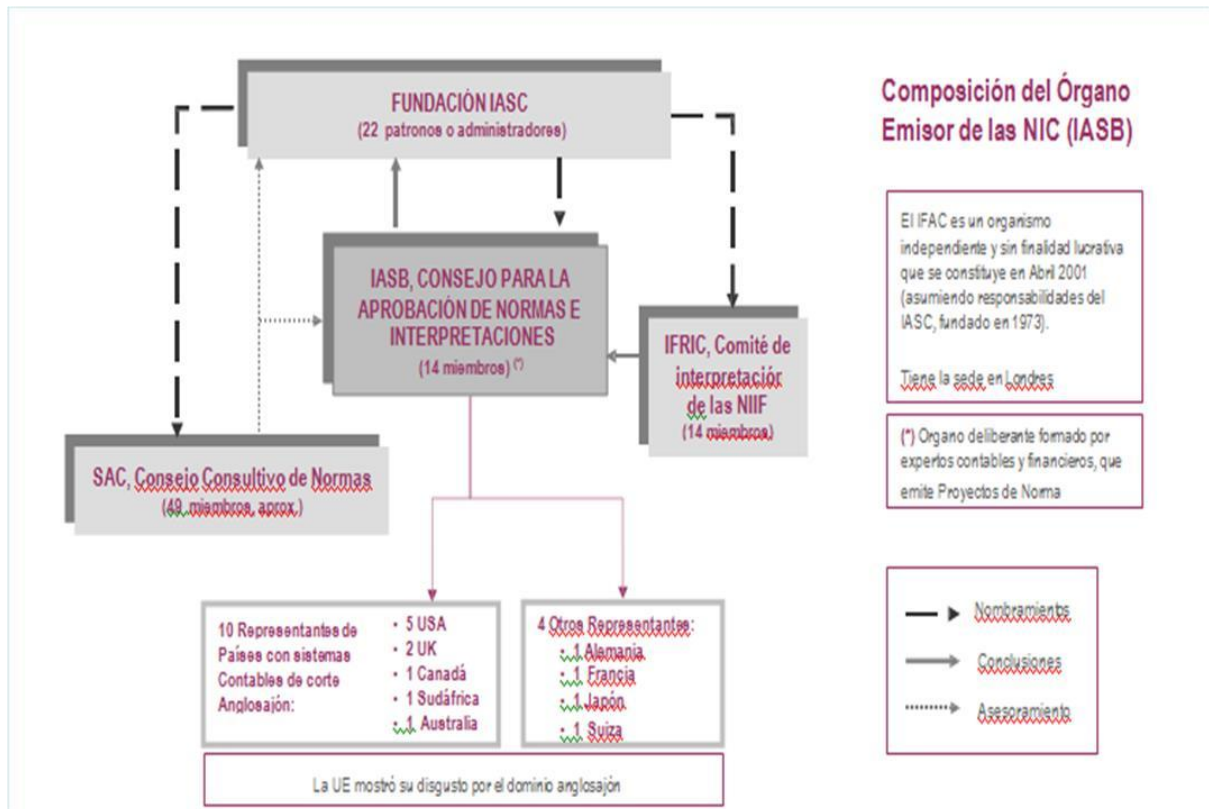 FUNDACIÓN IASC
(22 patronos o administradores)
Composición del Órgano
Emisor de las NIC (IASB)
IASB, CONSEJO PARA LA
APROBACIÓN DE NORMAS E
INTERPRETACIONES
(14 miembros) (*)
IFRIC, Comité de
interpretaciór
de las NIIF
(14 miembros)
SAC, Consejo Consultivo de Normas
(49 miembros, aprox.)
El IFAC es un organismo
independiente y sin finalidad lucrativa
que se constituye en Abril 2001
(asumiendo responsabilidades del
IASC, fundado en 1973).
Tiene la sede en Londres
(*) Organo deliberante formado por
expertos contables y financieros, que
emite Proyectos de Norma
10 Representantes de
Países con sistemas
Contables de corte
Anglosajón:
• 5 USA
• 2 UK
• 1 Canadá
• 1 Sudáfrica
• 1 Australia
4 Otros Representantes:
• 1 Alemania
• 1 Francia
• 1 Japón
• 1 Suiza
Nombramientos
Conclusiones
Asesoramiento
La UE mostró su disgusto por el dominio anglosajón